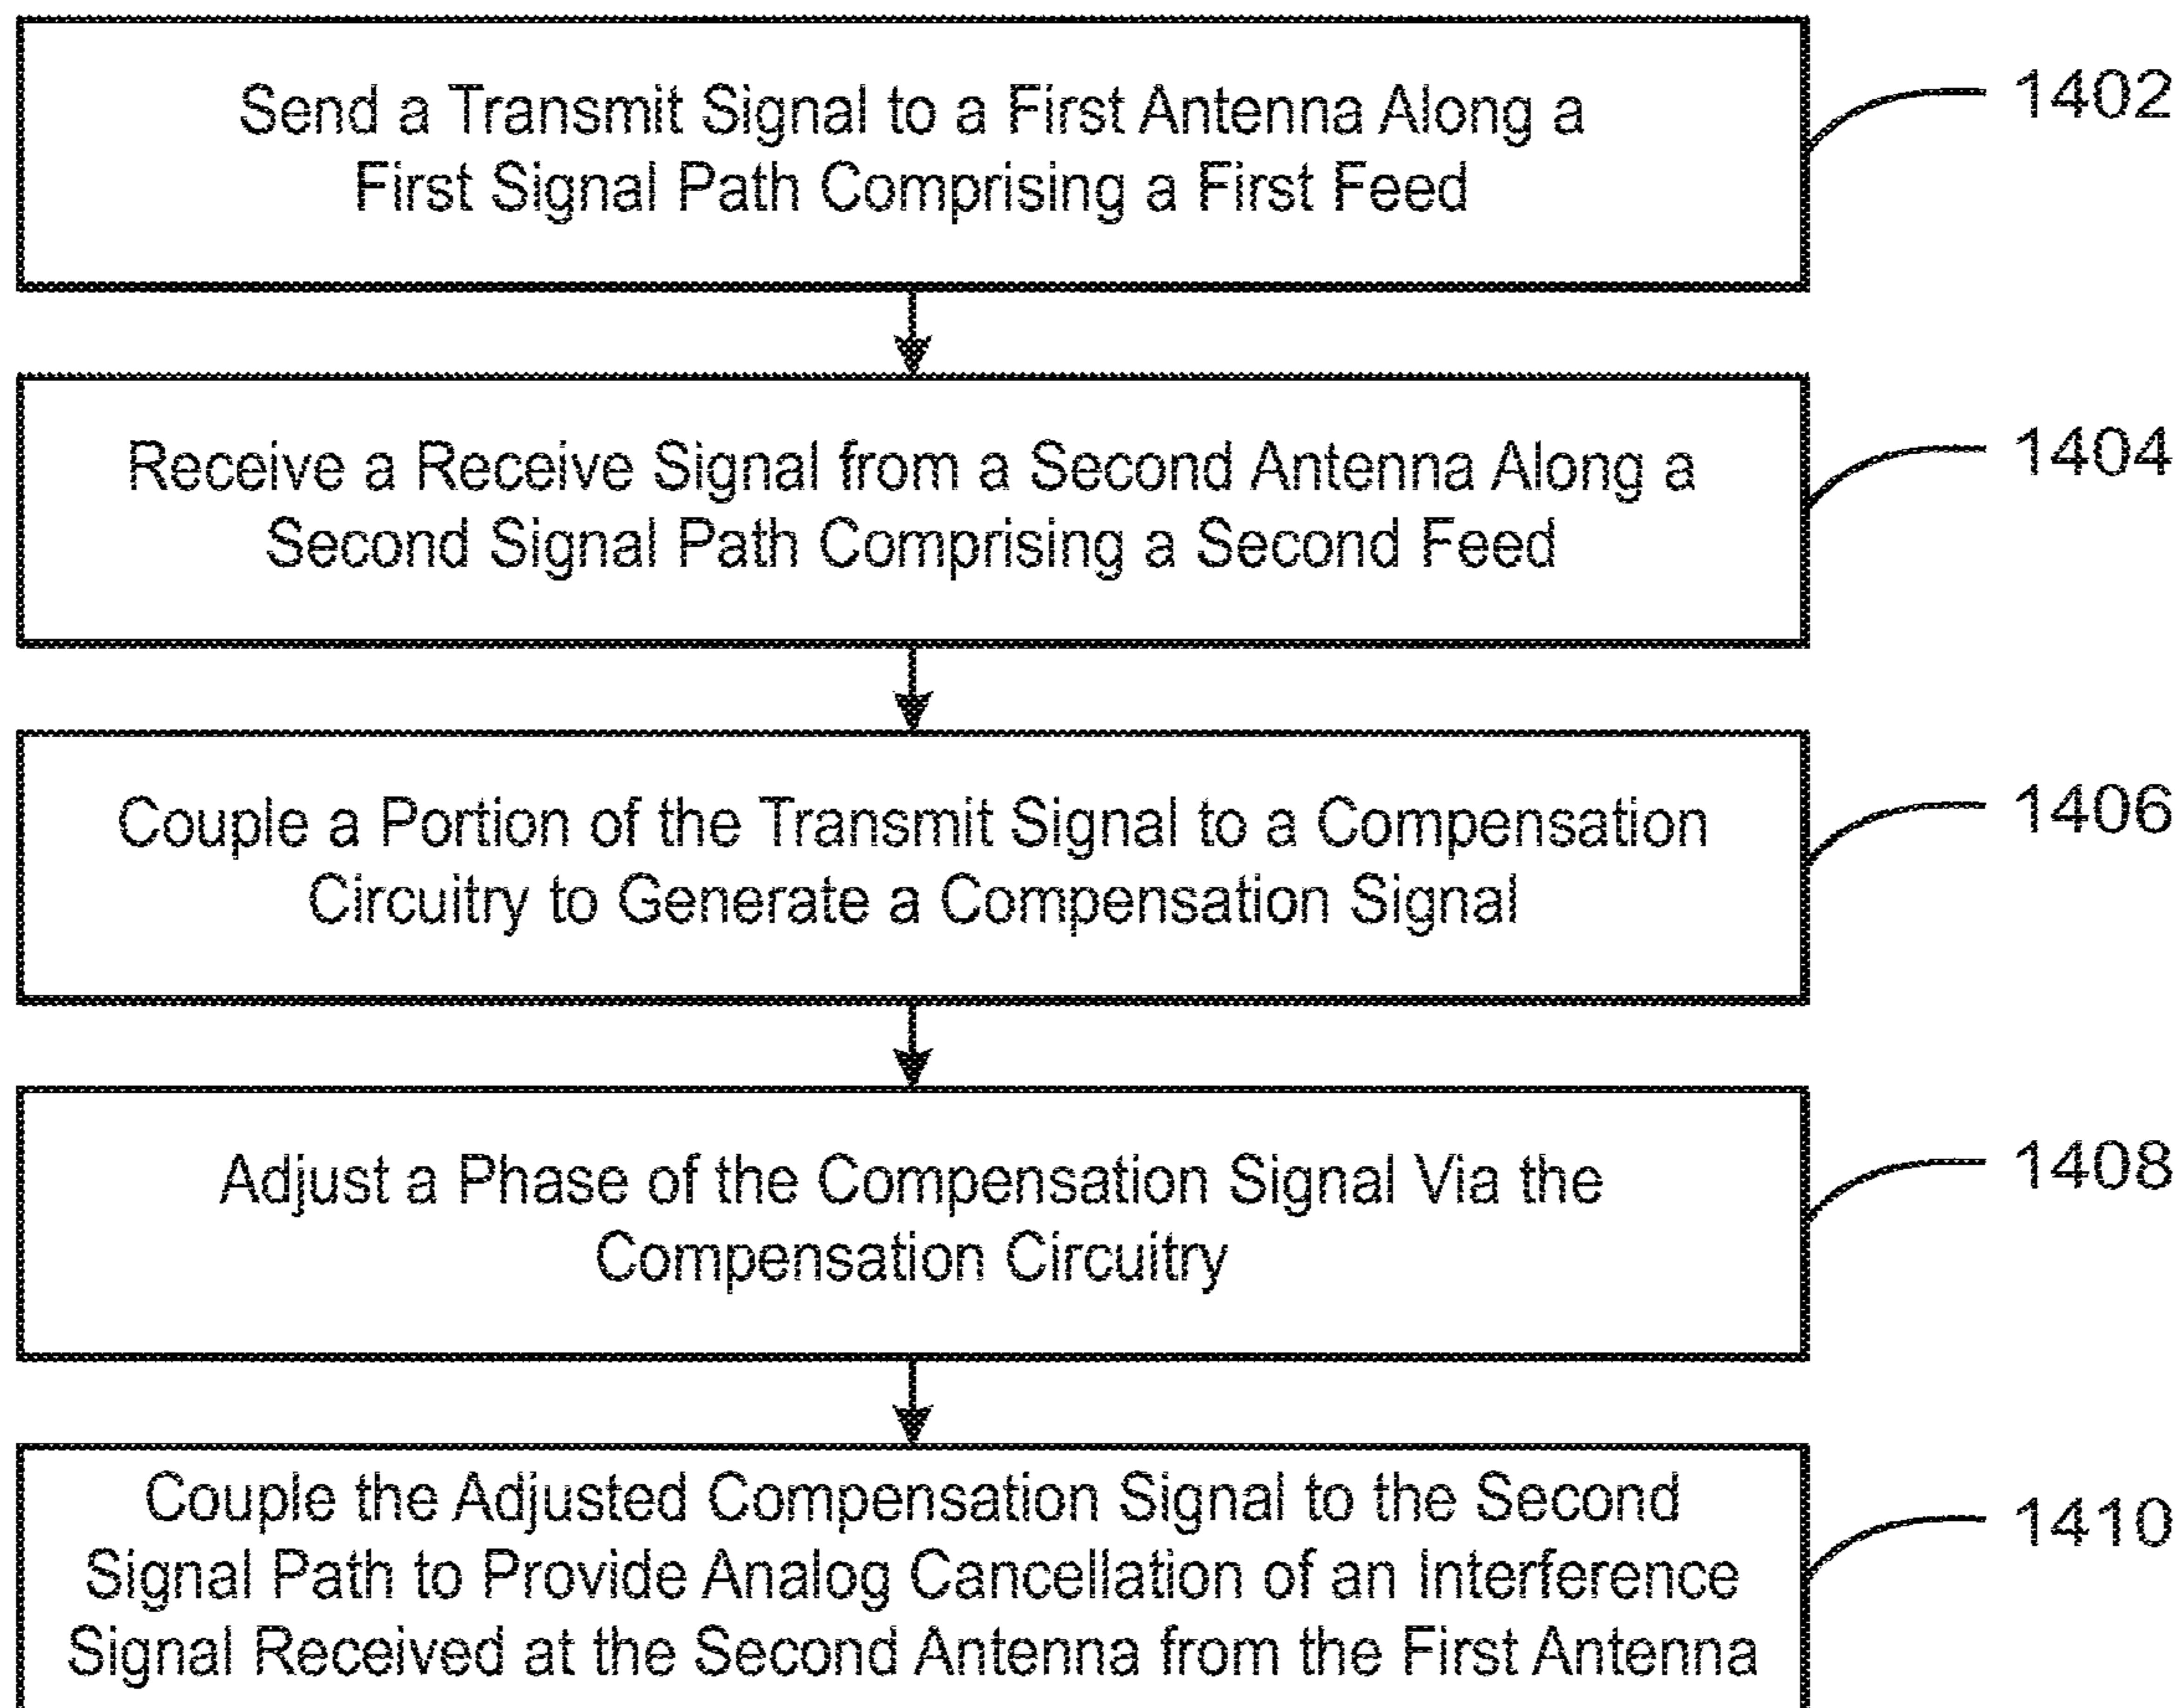 Send a Transmit Signal to a First Antenna Along a
First Signal Path Comprising a First Feed
1402
Receive a Receive Signal from a Second Antenna Along a
Second Signal Path Comprising a Second Feed
1404
Couple a Portion of the Transmit Signal to a Compensation
Circuitry to Generate a Compensation Signal
1406
Adjust a Phase of the Compensation Signal Via the
Compensation Circuitry
1408
Couple the Adjusted Compensation Signal to the Second
Signal Path to Provide Analog Cancellation of an Interference
Signal Received at the Second Antenna from the First Antenna
1410